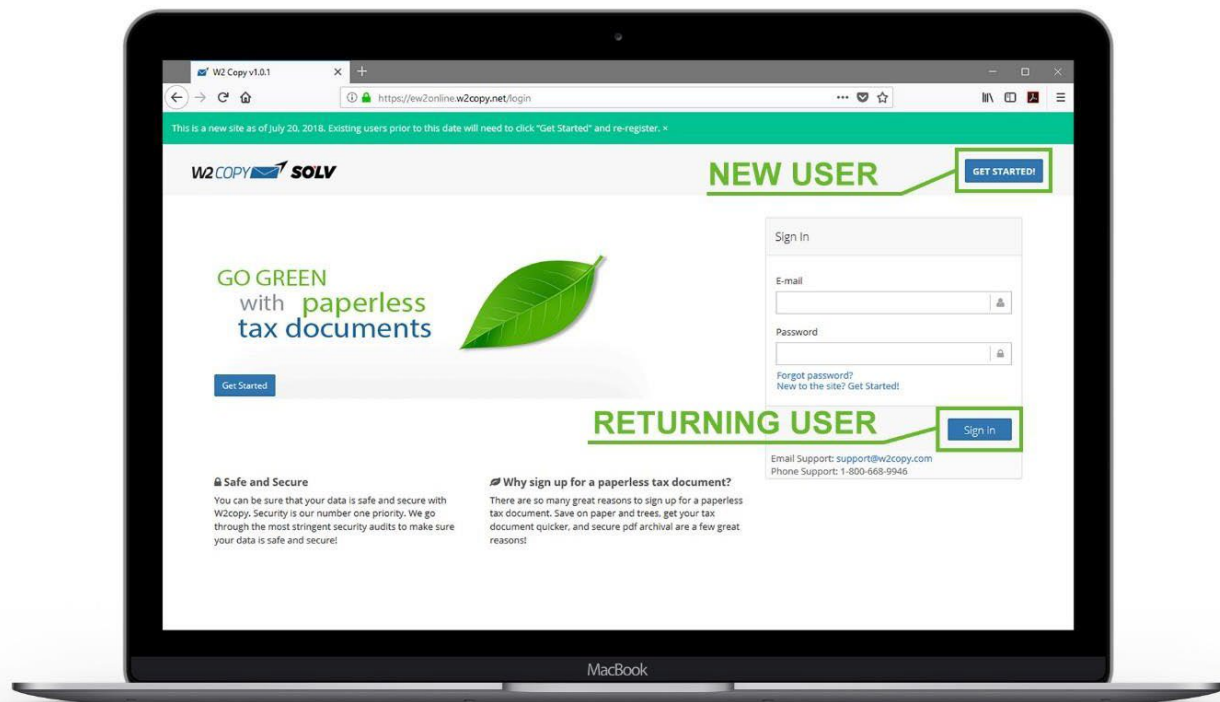 W2 Copy v1.0.1
https://ew2online.w2copy.net/login
This is a new site as of July 20, 2018. Existing users prior to this date will need to click "Get Started" and re-register. ×
W2 COPY SOLV
NEW USER
GET STARTED!
Sign In
GO GREEN
with paperless
tax documents
Get Started
E-mail
Password
Forgot password?
New to the site? Get Started!
RETURNING USER
Sign In
Email Support: support@w2copy.com
Phone Support: 1-800-668-9946
Safe and Secure
You can be sure that your data is safe and secure with
W2copy. Security is our number one priority. We go
through the most stringent security audits to make sure
your data is safe and secure!
Why sign up for a paperless tax document?
There are so many great reasons to sign up for a paperless
tax document. Save on paper and trees, get your tax
document quicker, and secure pdf archival are a few great
reasons!
MacBook